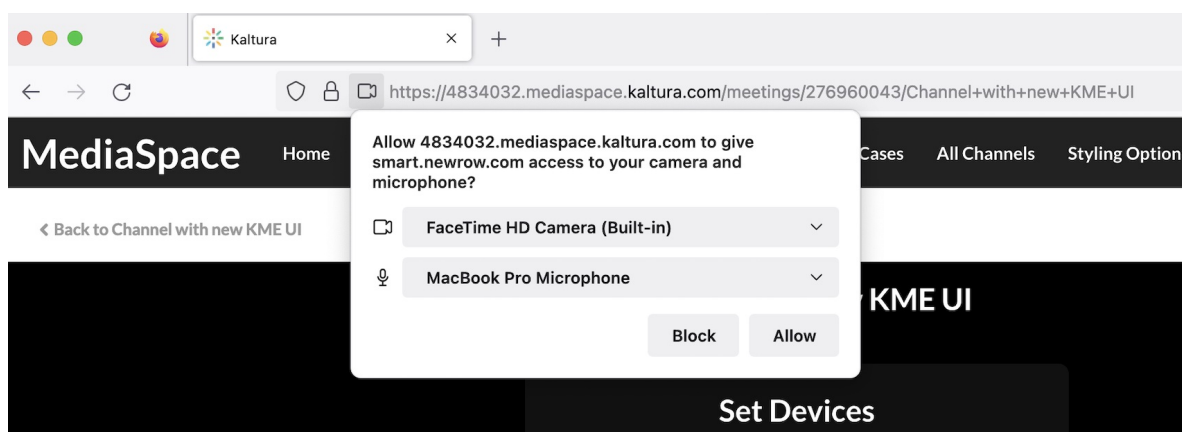 Kaltura
https://4834032.mediaspace.kaltura.com/meetings/276960043/Channel+with+new+KME+UI
MediaSpace Home Cases All Channels Styling Option
Allow 4834032.mediaspace.kaltura.com to give
smart.newrow.com access to your camera and
microphone?
< Back to Channel with new KME UI
FaceTime HD Camera (Built-in)
MacBook Pro Microphone
KME UI
Block Allow
Set Devices